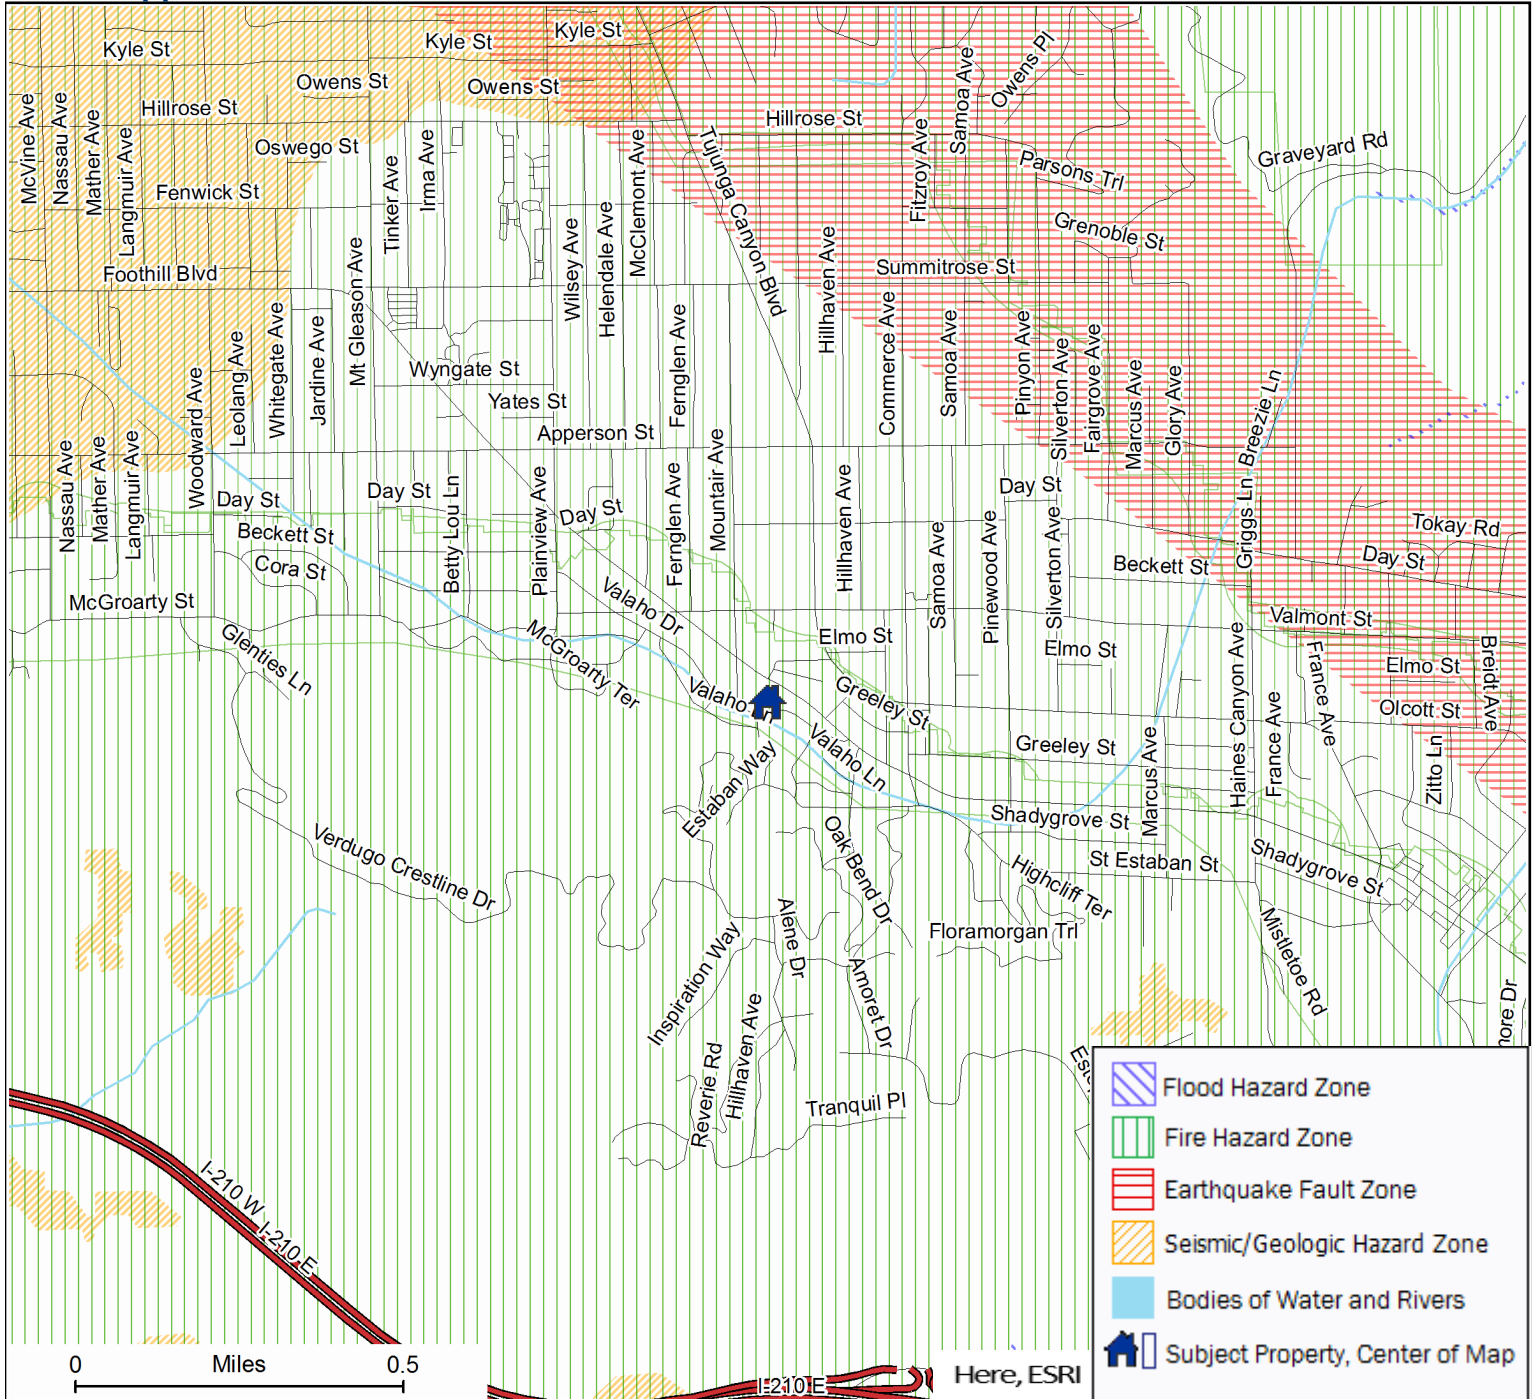 Kyle St
Kyle St
Kyle St
Owens St
Owens St
Owens Pl
Samoa Ave
Hillrose St
Hillrose St
McVine Ave
Nassau Ave
Mather Ave
Langmuir Ave
Oswego St
Irma Ave
Tinker Ave
McClemont Ave
Tujunga Canyon Blvd
Fitzroy Ave
Parsons Trl
Graveyard Rd
Fenwick St
Grenoble St
Foothill Blvd
Mt Gleason Ave
Wilsey Ave
Helendale Ave
Hillhaven Ave
Summitrose St
Woodward Ave
Leolang Ave
Whitegate Ave
Jardine Ave
Wyngate St
Yates St
Apperson St
Fernglen Ave
Commerce Ave
Samoa Ave
Pinyon Ave
Silverton Ave
Fairgrove Ave
Marcus Ave
Glory Ave
Breezie Ln
Nassau Ave
Mather Ave
Langmuir Ave
Day St
Day St
Betty Lou Ln
Plainview Ave
Day St
Fernglen Ave
Mountain Ave
Hillhaven Ave
Day St
Griggs Ln
Tokay Rd
Beckett St
Cora St
Samoa Ave
Pinewood Ave
Silverton Ave
Beckett St
Day St
McGroarty St
Valaho Dr
Valmont St
Glenties Ln
McGroarty Ter
Elmo St
Elmo St
Elmo St
Haines Canyon Ave
France Ave
France Ave
Breidt Ave
Valaho Ln
Greeley St
Olcott St
Valaho Ln
Greeley St
Marcus Ave
Zitto Ln
Estaban Way
Shadygrove St
Verdugo Crestline Dr
Oak Bend Dr
St Estaban St
Shadygrove St
Highcliff Ter
Alene Dr
Floramorgan Trl
Inspiration Way
Amoret Dr
Mistletoe Rd
more Dr
Hillhaven Ave
Reverie Rd
Tranquil Pl
I-210 W
I-210 E
I-210 E
0 Miles 0.5
Here, ESRI
Flood Hazard Zone
Fire Hazard Zone
Earthquake Fault Zone
Seismic/Geologic Hazard Zone
Bodies of Water and Rivers
Subject Property, Center of Map